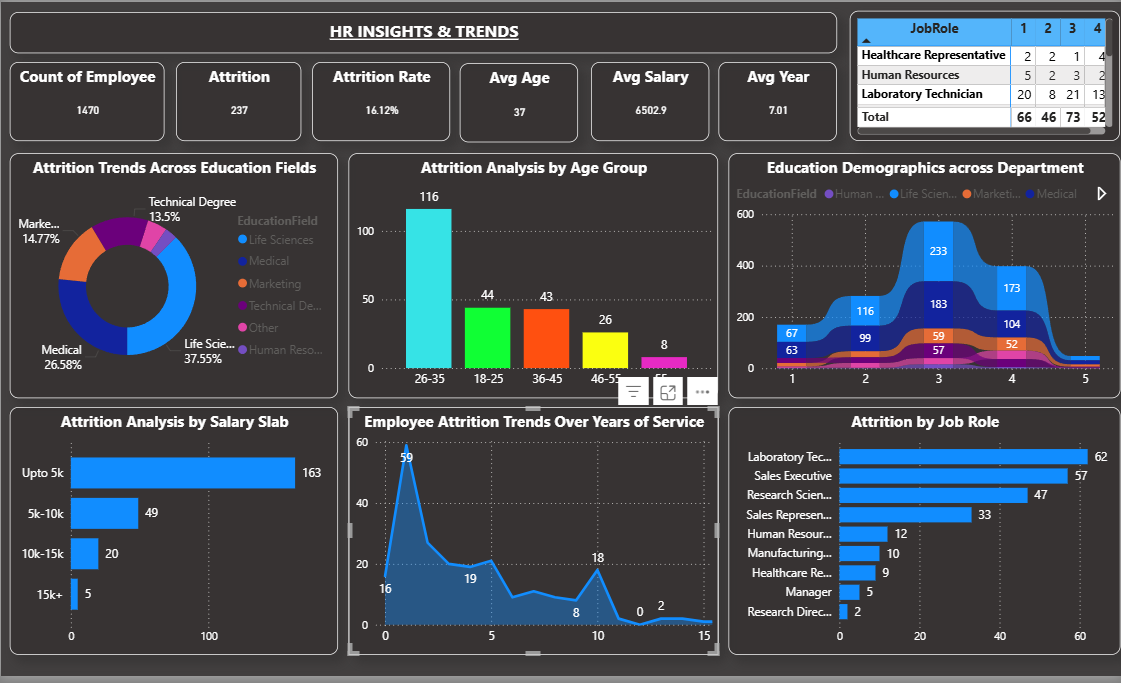 HR INSIGHTS & TRENDS
JobRole 1 2 3 4
Healthcare Representative 2 2 1 4
Human Resources 5 2 3 2
Laboratory Technician 20 8 21 13
Total 66 46 73 52
Count of Employee
1470
Attrition
237
Attrition Rate
16.12%
Avg Age
37
Avg Salary
6502.9
Avg Year
7.01
Attrition Trends Across Education Fields
Technical Degree
13.5%
Marke...
14.77%
Medical
26.58%
Life Scie...
37.55%
EducationField
Life Sciences
Medical
Marketing
Technical De...
Other
Human Reso...
Attrition Analysis by Age Group
100
50
0
116
44
43
26
8
26-35 18-25 36-45 46-55
Education Demographics across Department
EducationField Human ... Life Scien... Marketi... Medical
600
400
200
0
67
63
116
99
233
183
59
57
173
104
52
1 2 3 4 5
Attrition Analysis by Salary Slab
Upto 5k 163
5k-10k 49
10k-15k 20
15k+ 5
0 100
Employee Attrition Trends Over Years of Service
60
40
20
0
16
59
19
8
18
0
2
0 5 10 15
Attrition by Job Role
Laboratory Tec... 62
Sales Executive 57
Research Scien... 47
Sales Represen... 33
Human Resour... 12
Manufacturing... 10
Healthcare Re... 9
Manager 5
Research Direc... 2
0 20 40 60